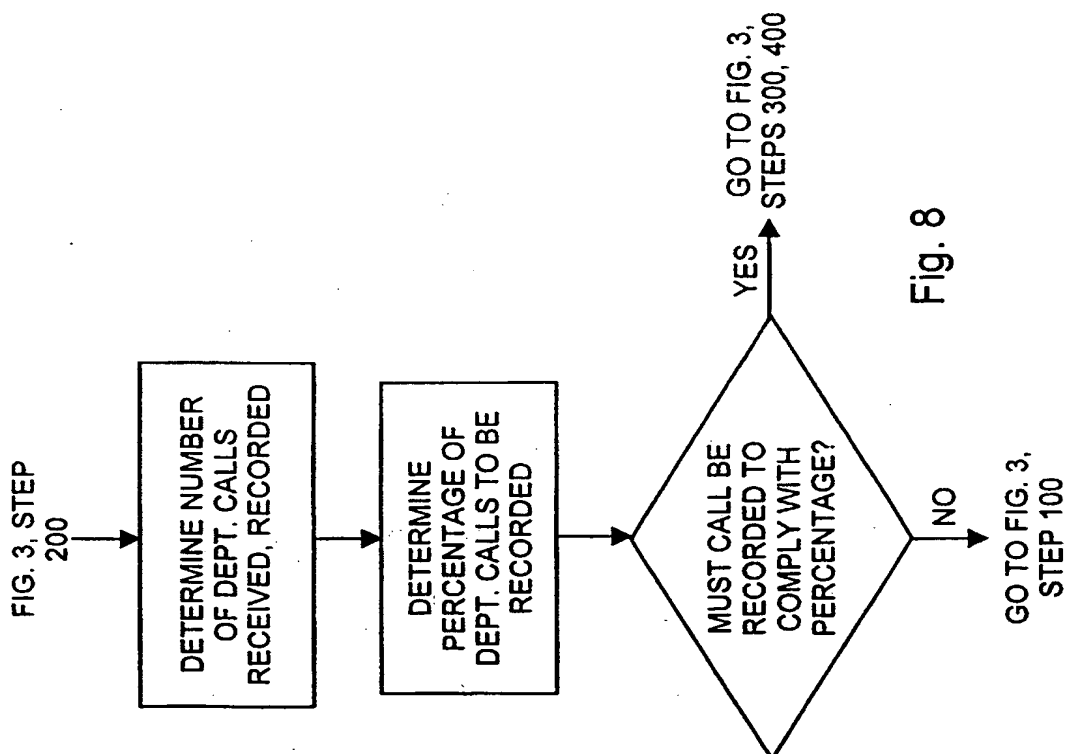 FIG. 3, STEP
200
DETERMINE NUMBER
OF DEPT. CALLS
RECEIVED, RECORDED
DETERMINE
PERCENTAGE OF
DEPT. CALLS TO BE
RECORDED
MUST CALL BE
RECORDED TO
COMPLY WITH
PERCENTAGE?
YES
GO TO FIG. 3,
STEPS 300, 400
NO
GO TO FIG. 3,
STEP 100
Fig. 8